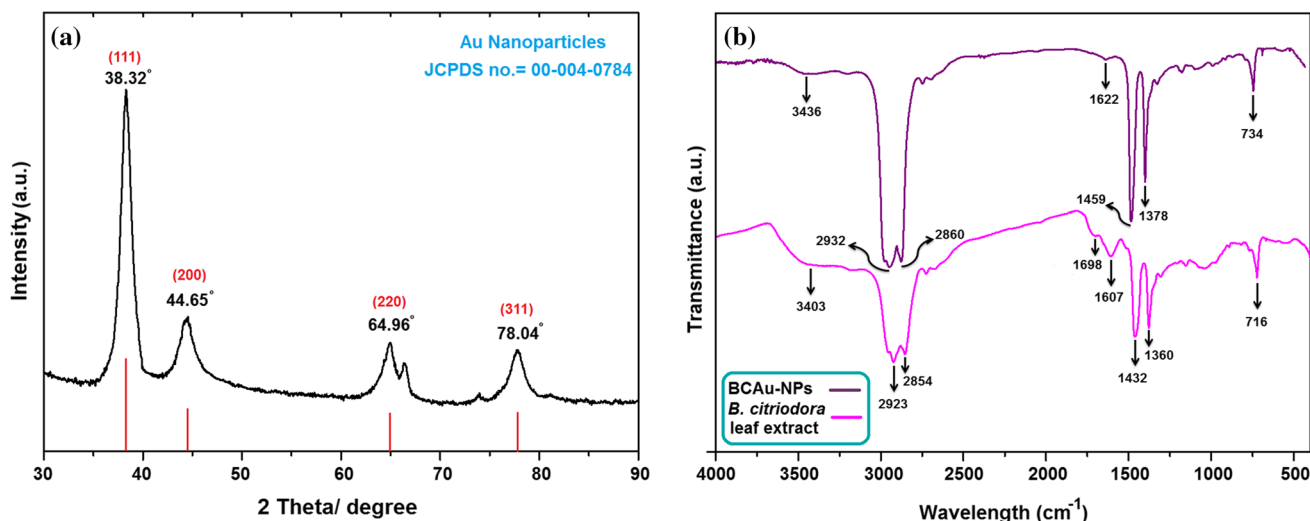 (a)
Au Nanoparticles
JCPDS no.= 00-004-0784
(111)
38.32°
(200)
44.65°
(220)
64.96°
(311)
78.04°
Intensity (a.u.)
30 40 50 60 70 80 90
2 Theta/ degree
(b)
3436
1622
734
1459
1378
2932
2860
1698
3403
1607
716
1432
1360
2854
2923
BCAu-NPs
B. citriodora
leaf extract
Transmittance (a.u.)
4000 3500 3000 2500 2000 1500 1000 500
Wavelength (cm⁻¹)